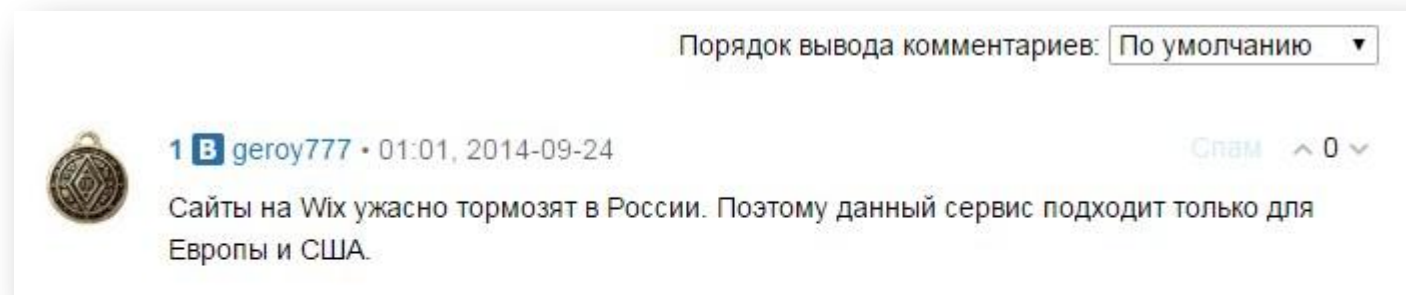 Порядок вывода комментариев: По умолчанию
1 B geroy777 • 01:01, 2014-09-24 Спам 0
Сайты на Wix ужасно тормозят в России. Поэтому данный сервис подходит только для
Европы и США.